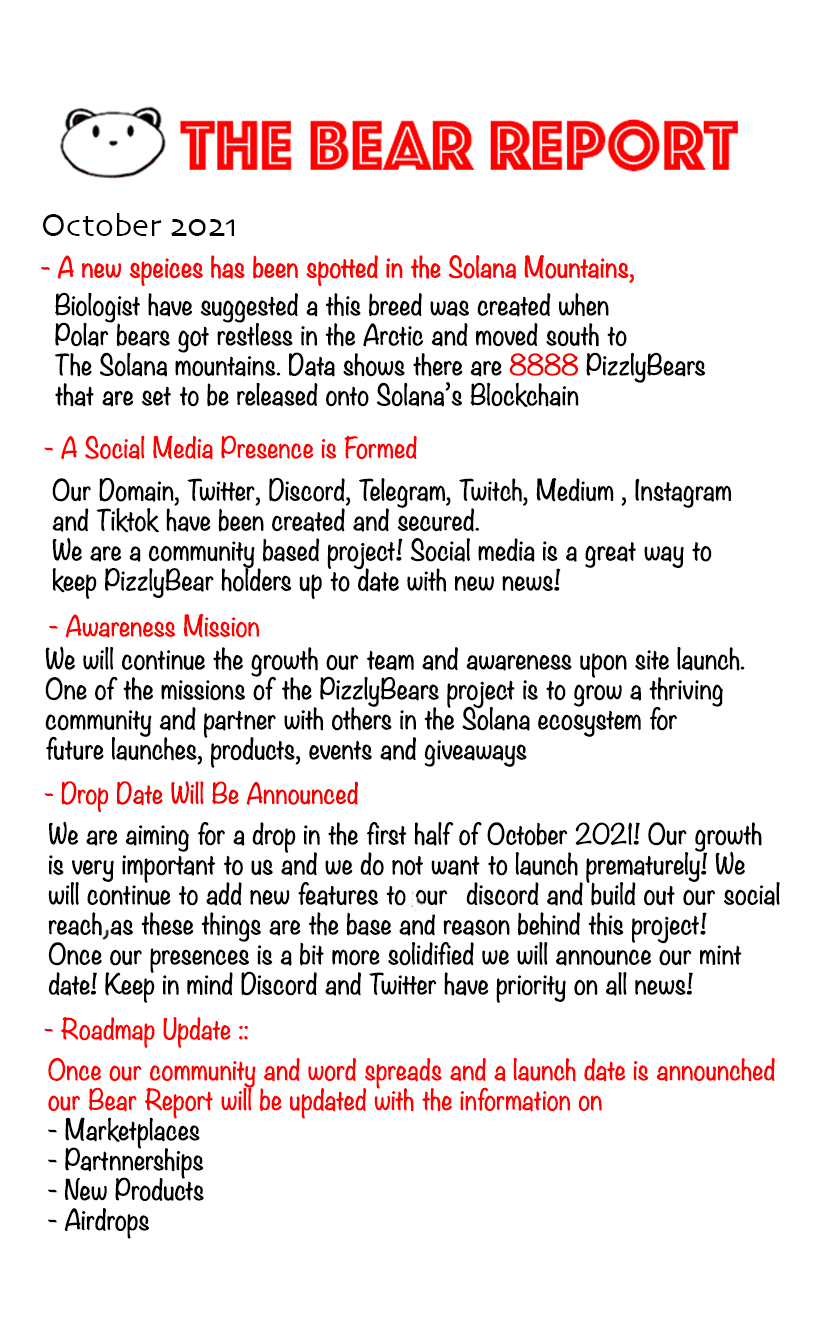 THE BEAR REPORT
October 2021
- A new speices has been spotted in the Solana Mountains,
Biologist have suggested a this breed was created when
Polar bears got restless in the Arctic and moved south to
The Solana mountains. Data shows there are 8888 PizzlyBears
that are set to be released onto Solana's Blockchain
- A Social Media Presence is Formed
Our Domain, Twitter, Discord, Telegram, Twitch, Medium , Instagram
and Tiktok have been created and secured.
We are a community based project! Social media is a great way to
keep PizzlyBear holders up to date with new news!
- Awareness Mission
We will continue the growth our team and awareness upon site launch.
One of the missions of the PizzlyBears project is to grow a thriving
community and partner with others in the Solana ecosystem for
future launches, products, events and giveaways
- Drop Date Will Be Announced
We are aiming for a drop in the first half of October 2021! Our growth
is very important to us and we do not want to launch prematurely! We
will continue to add new features to our discord and build out our social
reach,as these things are the base and reason behind this project!
Once our presences is a bit more solidified we will announce our mint
date! Keep in mind Discord and Twitter have priority on all news!
- Roadmap Update ::
Once our community and word spreads and a launch date is announched
our Bear Report will be updated with the information on
- Marketplaces
- Partnnerships
- New Products
- Airdrops